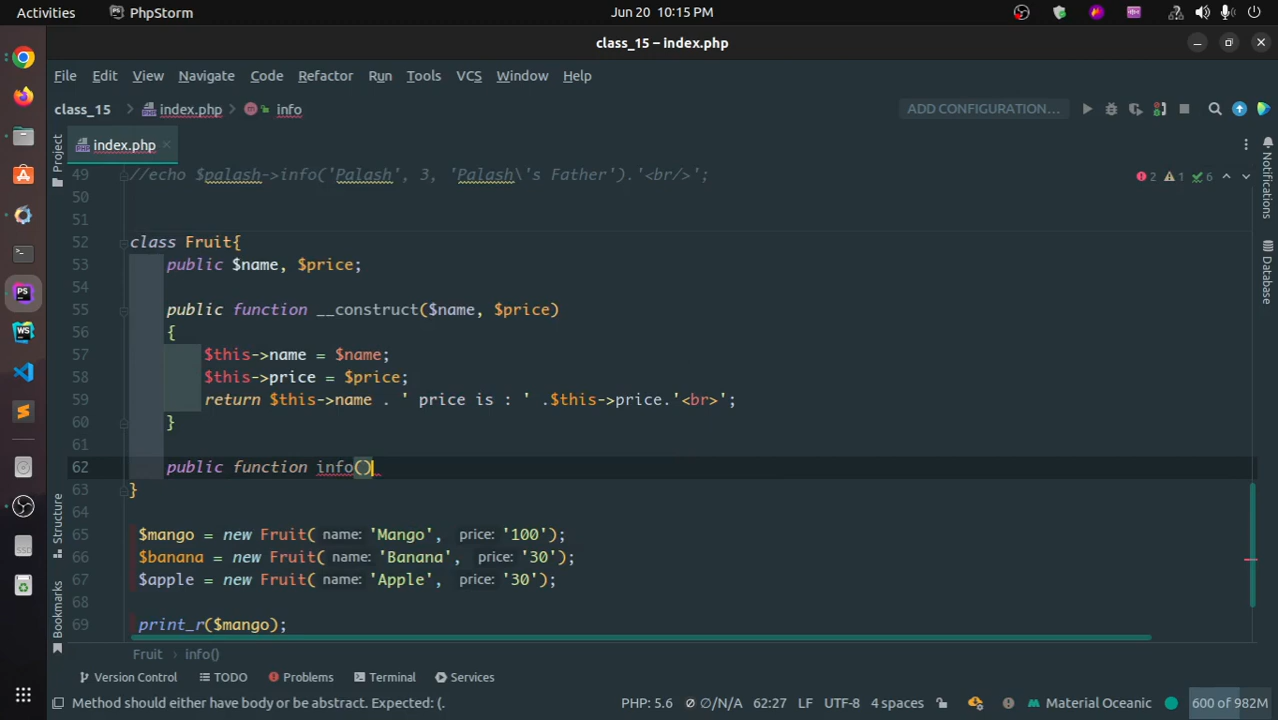 Activities PhpStorm Jun 20 10:15 PM
class_15 – index.php
File Edit View Navigate Code Refactor Run Tools VCS Window Help
class_15 index.php m info ADD CONFIGURATION...
Project index.php Notifications
49 //echo $palash->info('Palash', 3, 'Palash\'s Father').'<br/>'; 2 1 6
50
51
52 class Fruit{
53 public $name, $price;
54
55 public function __construct($name, $price)
56 {
57 $this->name = $name;
58 $this->price = $price;
59 return $this->name . ' price is : ' .$this->price.'<br>';
60 }
61
62 public function info()
63 }
64
65 $mango = new Fruit( name: 'Mango', price: '100');
66 $banana = new Fruit( name: 'Banana', price: '30');
67 $apple = new Fruit( name: 'Apple', price: '30');
68
69 print_r($mango);
Database
Structure
Bookmarks
Fruit info()
Version Control TODO Problems Terminal Services
Method should either have body or be abstract. Expected: (. PHP: 5.6 ∅/N/A 62:27 LF UTF-8 4 spaces Material Oceanic 600 of 982M
PS
WS
SSD